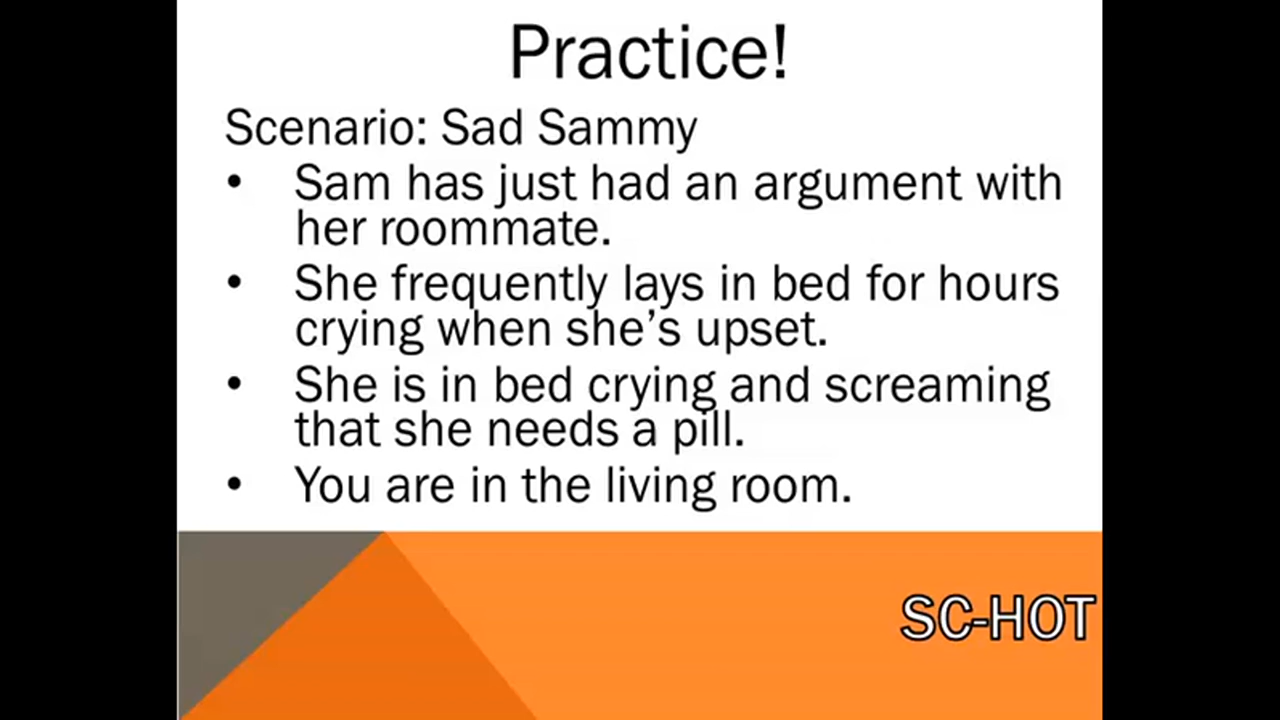 Practice!
Scenario: Sad Sammy
• Sam has just had an argument with
her roommate.
• She frequently lays in bed for hours
crying when she’s upset.
• She is in bed crying and screaming
that she needs a pill.
• You are in the living room.
SC-HOT